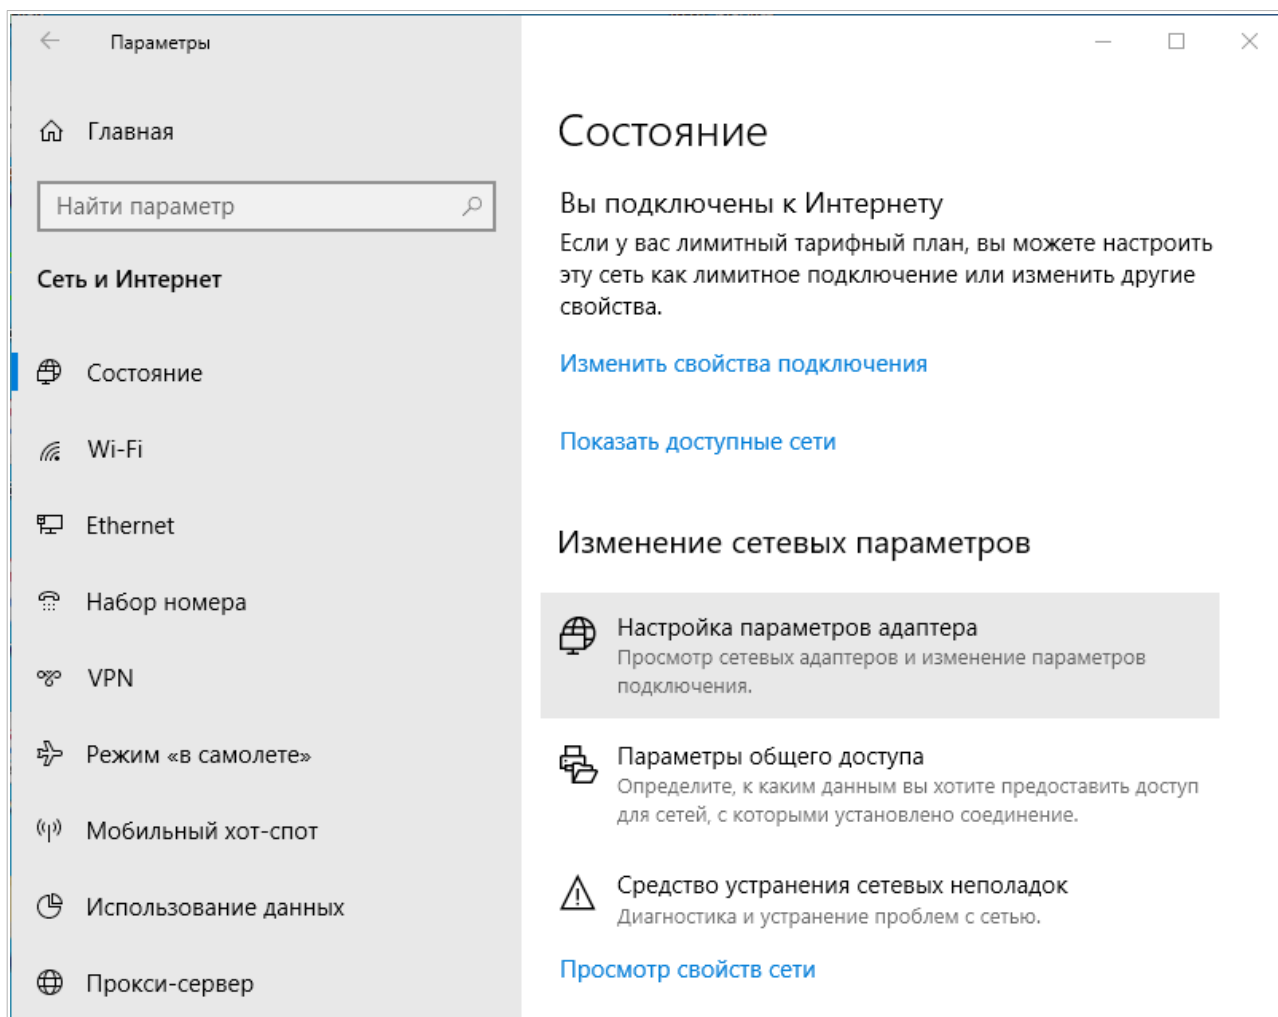 Параметры
Главная
Найти параметр
Сеть и Интернет
Состояние
Wi-Fi
Ethernet
Набор номера
VPN
Режим «в самолете»
Мобильный хот-спот
Использование данных
Прокси-сервер
Состояние
Вы подключены к Интернету
Если у вас лимитный тарифный план, вы можете настроить
эту сеть как лимитное подключение или изменить другие
свойства.
Изменить свойства подключения
Показать доступные сети
Изменение сетевых параметров
Настройка параметров адаптера
Просмотр сетевых адаптеров и изменение параметров
подключения.
Параметры общего доступа
Определите, к каким данным вы хотите предоставить доступ
для сетей, с которыми установлено соединение.
Средство устранения сетевых неполадок
Диагностика и устранение проблем с сетью.
Просмотр свойств сети